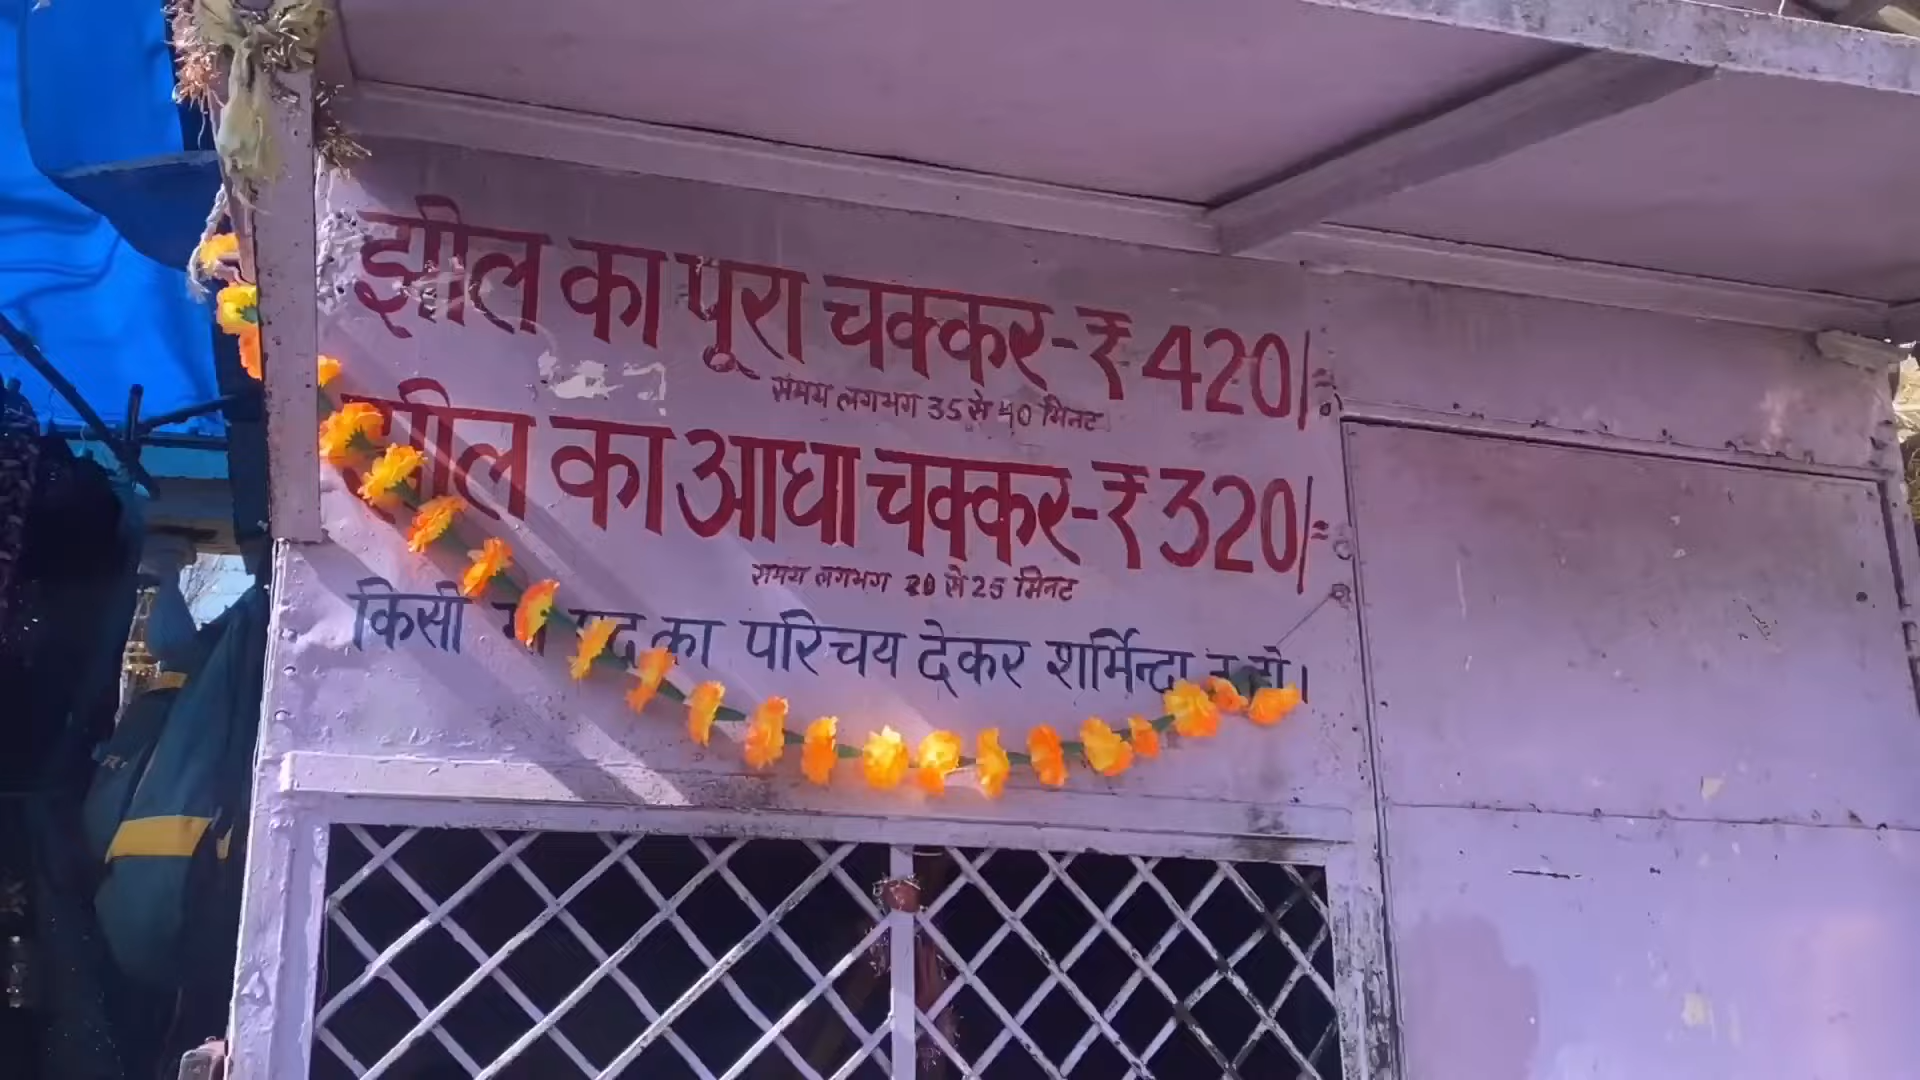 झील का पूरा चक्कर-₹420/=
समय लगभग 35 से 40 मिनट
झील का आधा चक्कर-₹320/=
समय लगभग 20 से 25 मिनट
किसी का परिचय देकर शर्मिन्दा न हो।